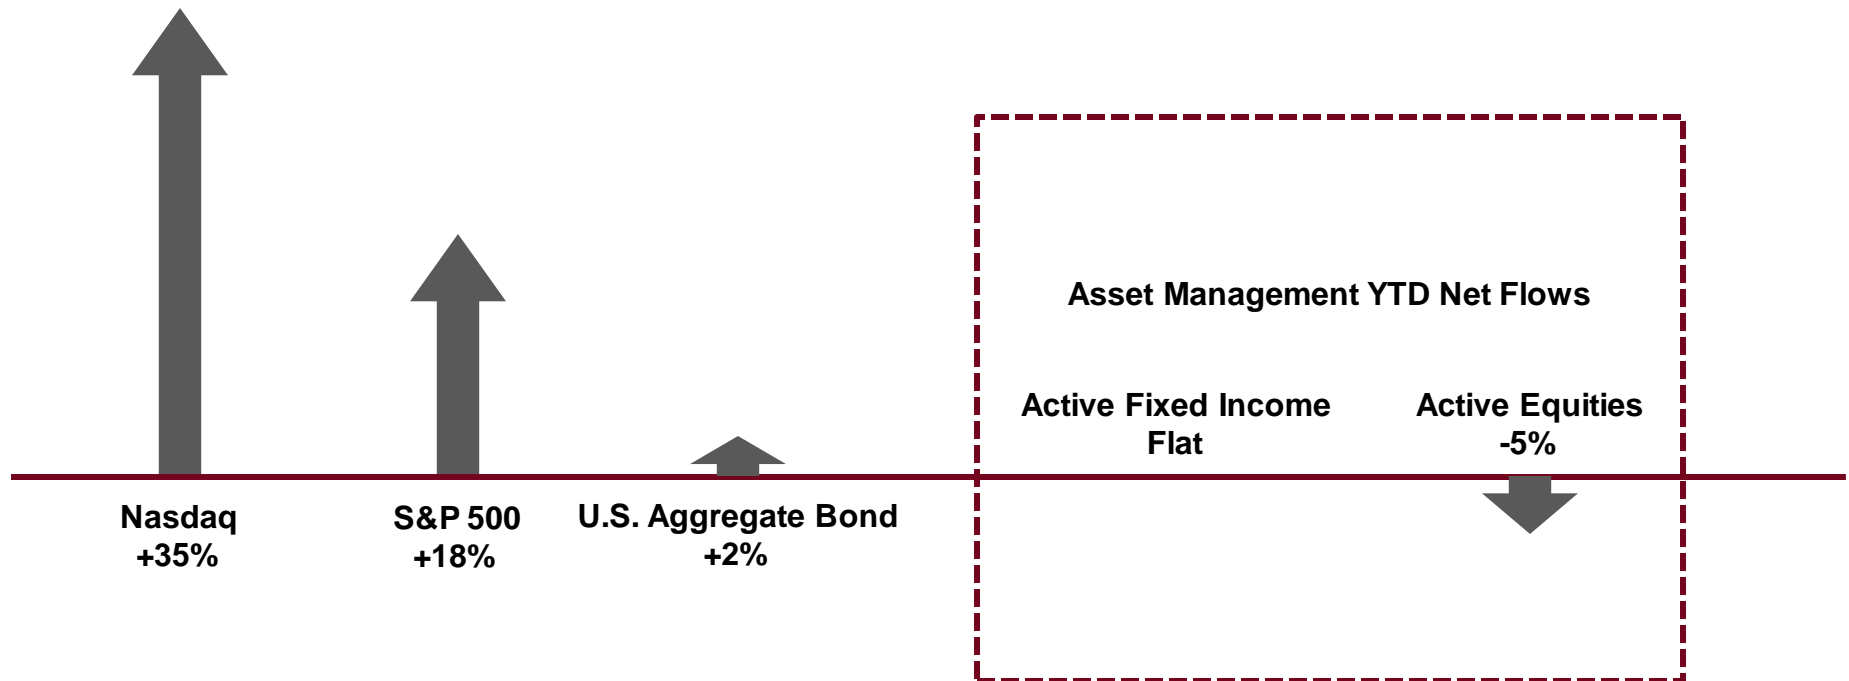 Asset Management YTD Net Flows
Active Fixed Income
Flat
Active Equities
-5%
Nasdaq
+35%
S&P 500
+18%
U.S. Aggregate Bond
+2%